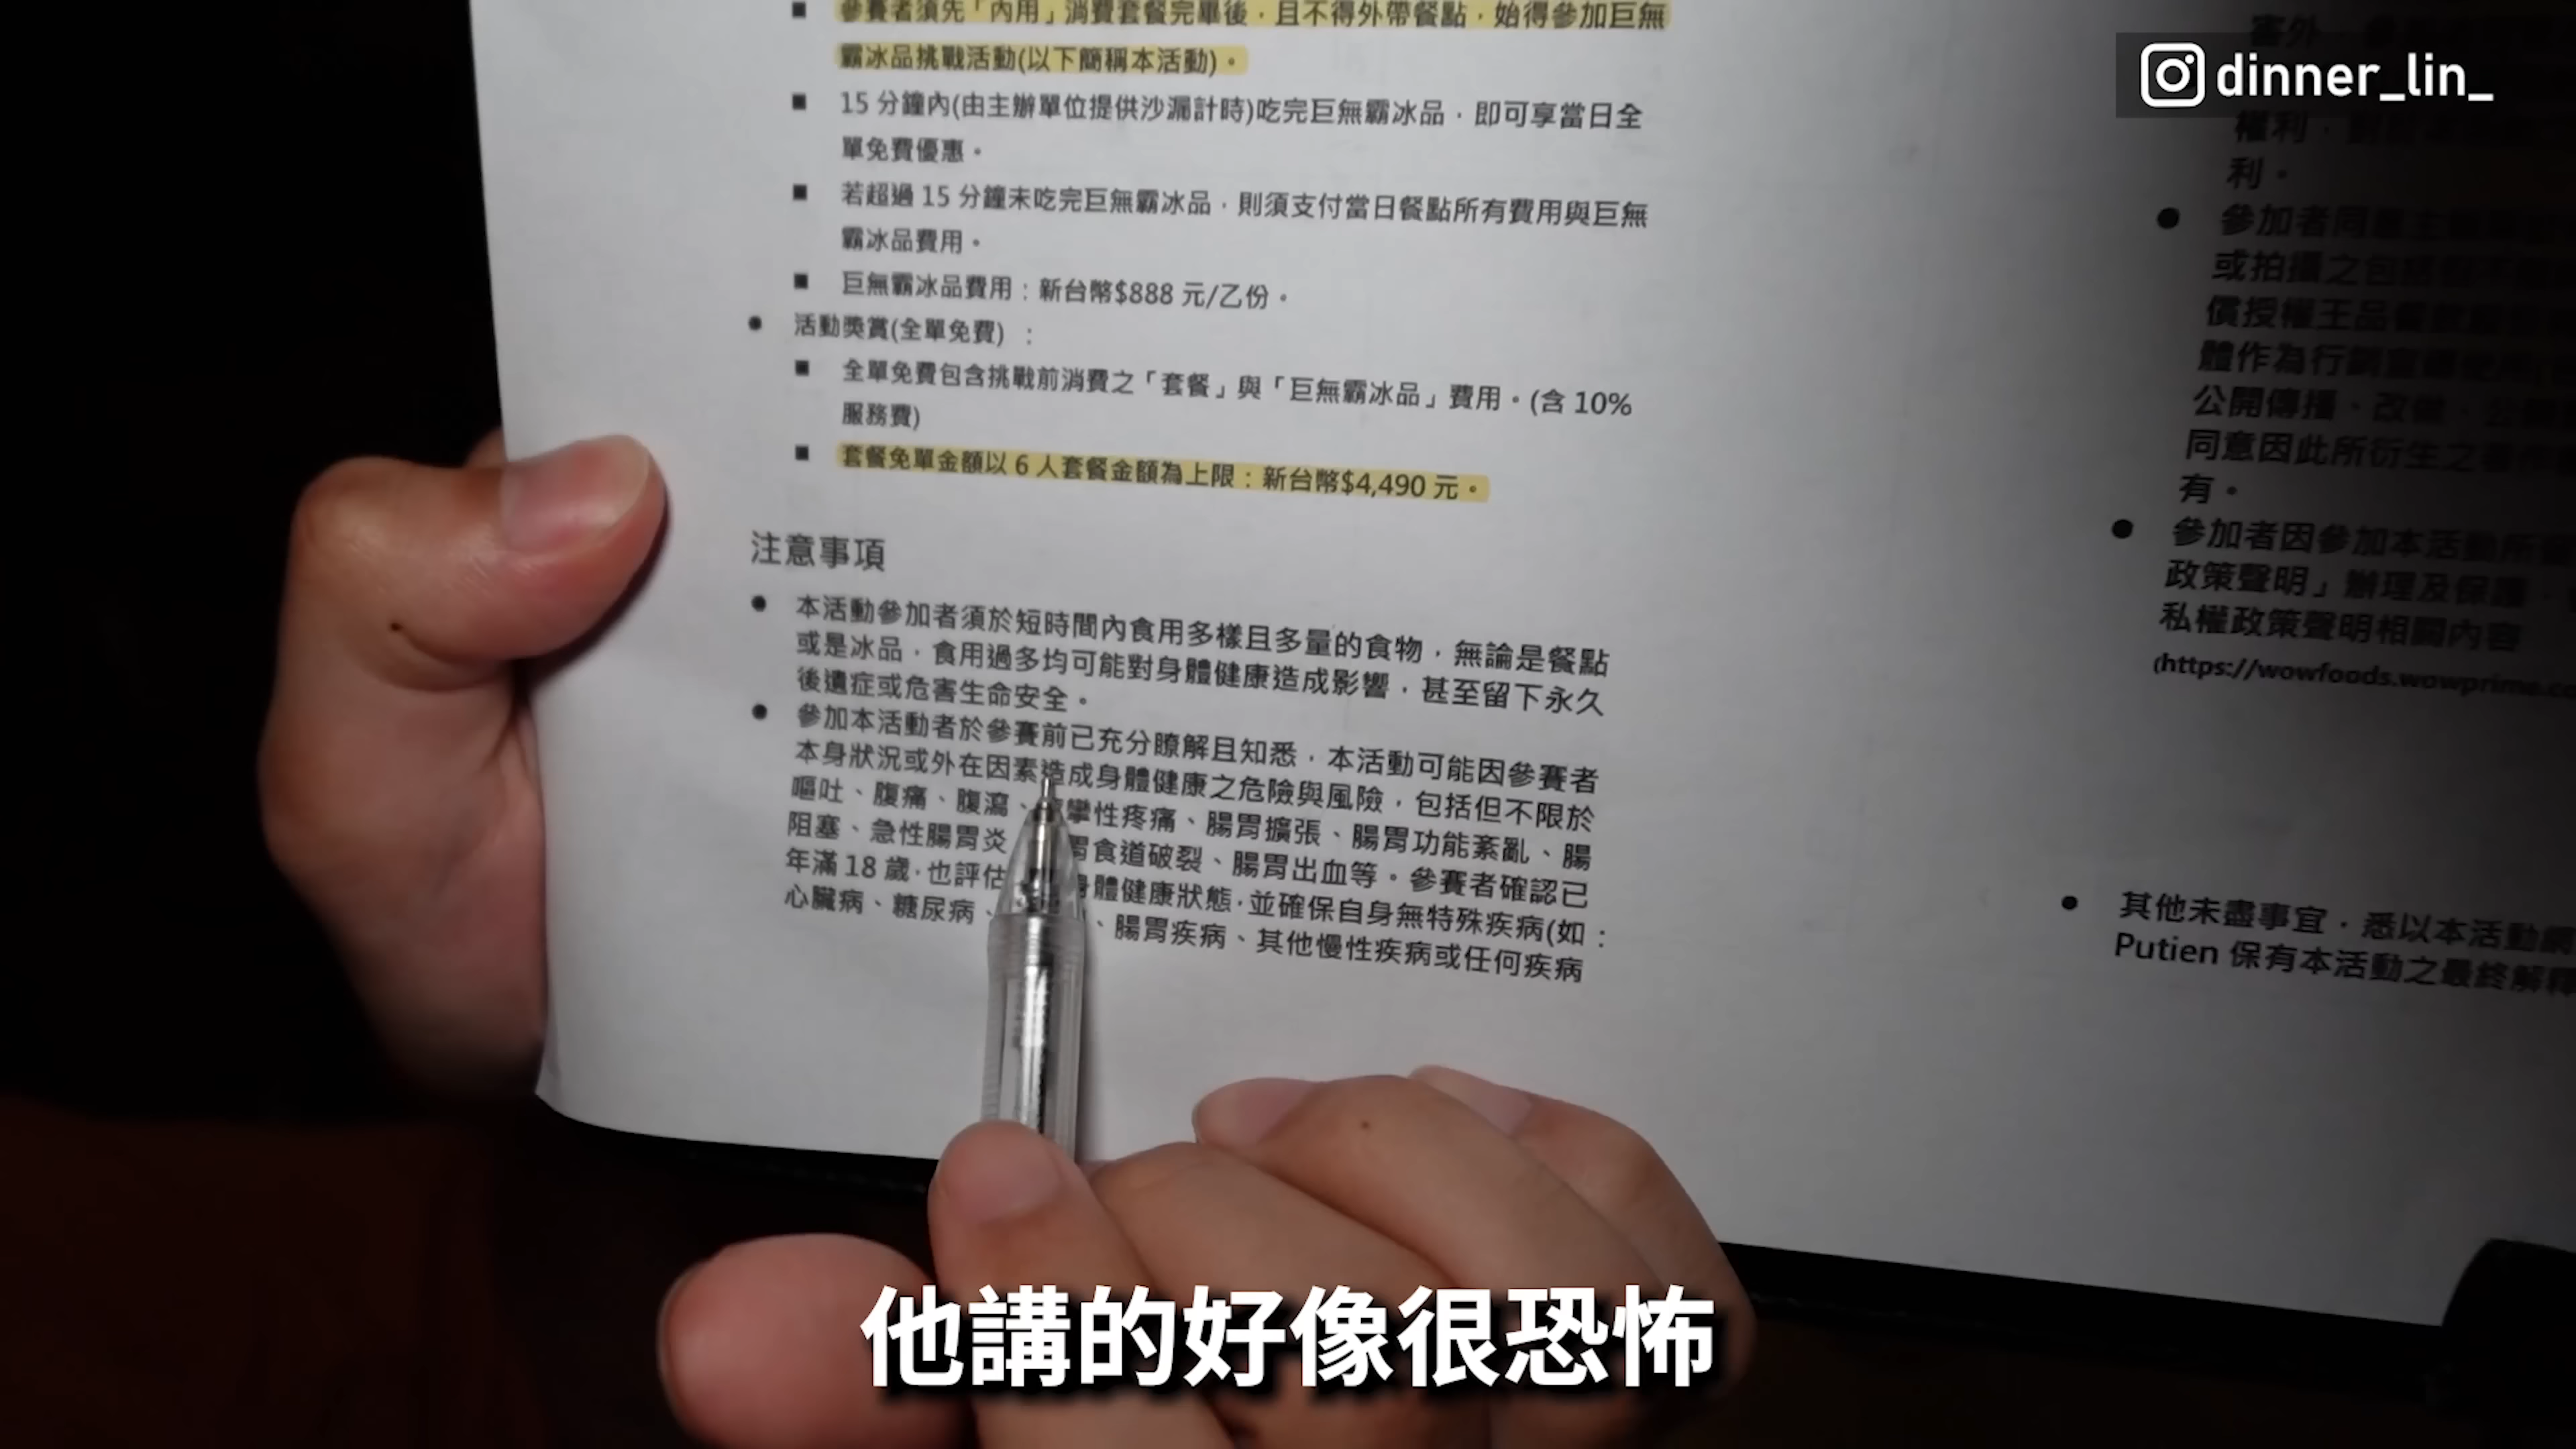 參賽者須先「內用」消費套餐完畢後，且不得外帶餐點，始得參加巨無
霸冰品挑戰活動(以下簡稱本活動)。
15 分鐘內(由主辦單位提供沙漏計時)吃完巨無霸冰品，即可享當日全
單免費優惠。
若超過 15 分鐘未吃完巨無霸冰品，則須支付當日餐點所有費用與巨無
霸冰品費用。
巨無霸冰品費用：新台幣$888 元/乙份。
活動獎賞(全單免費)：
全單免費包含挑戰前消費之「套餐」與「巨無霸冰品」費用。(含 10%
服務費)
套餐免單金額以 6 人套餐金額為上限：新台幣$4,490 元。
注意事項
本活動參加者須於短時間內食用多樣且多量的食物，無論是餐點
或是冰品，食用過多均可能對身體健康造成影響，甚至留下永久
後遺症或危害生命安全。
參加本活動者於參賽前已充分瞭解且知悉，本活動可能因參賽者
本身狀況或外在因素造成身體健康之危險與風險，包括但不限於
嘔吐、腹痛、腹瀉、攣性疼痛、腸胃擴張、腸胃功能紊亂、腸
阻塞、急性腸胃炎 胃食道破裂、腸胃出血等。參賽者確認已
年滿 18 歲，也評估 身體健康狀態，並確保自身無特殊疾病(如：
心臟病、糖尿病、 、腸胃疾病、其他慢性疾病或任何疾病
dinner_lin_
權利，
利。
參加者同意主
或拍攝之包括
償授權王品餐飲
體作為行銷宣傳使用
公開傳播、改
同意因此所衍生之著作
有。
參加者因參加本活動所
政策聲明」辦理及保護，
私權政策聲明相關內容
(https://wowfoods.wowprime.c
其他未盡事宜，悉以本活動網
Putien 保有本活動之最終解釋
他講的好像很恐怖